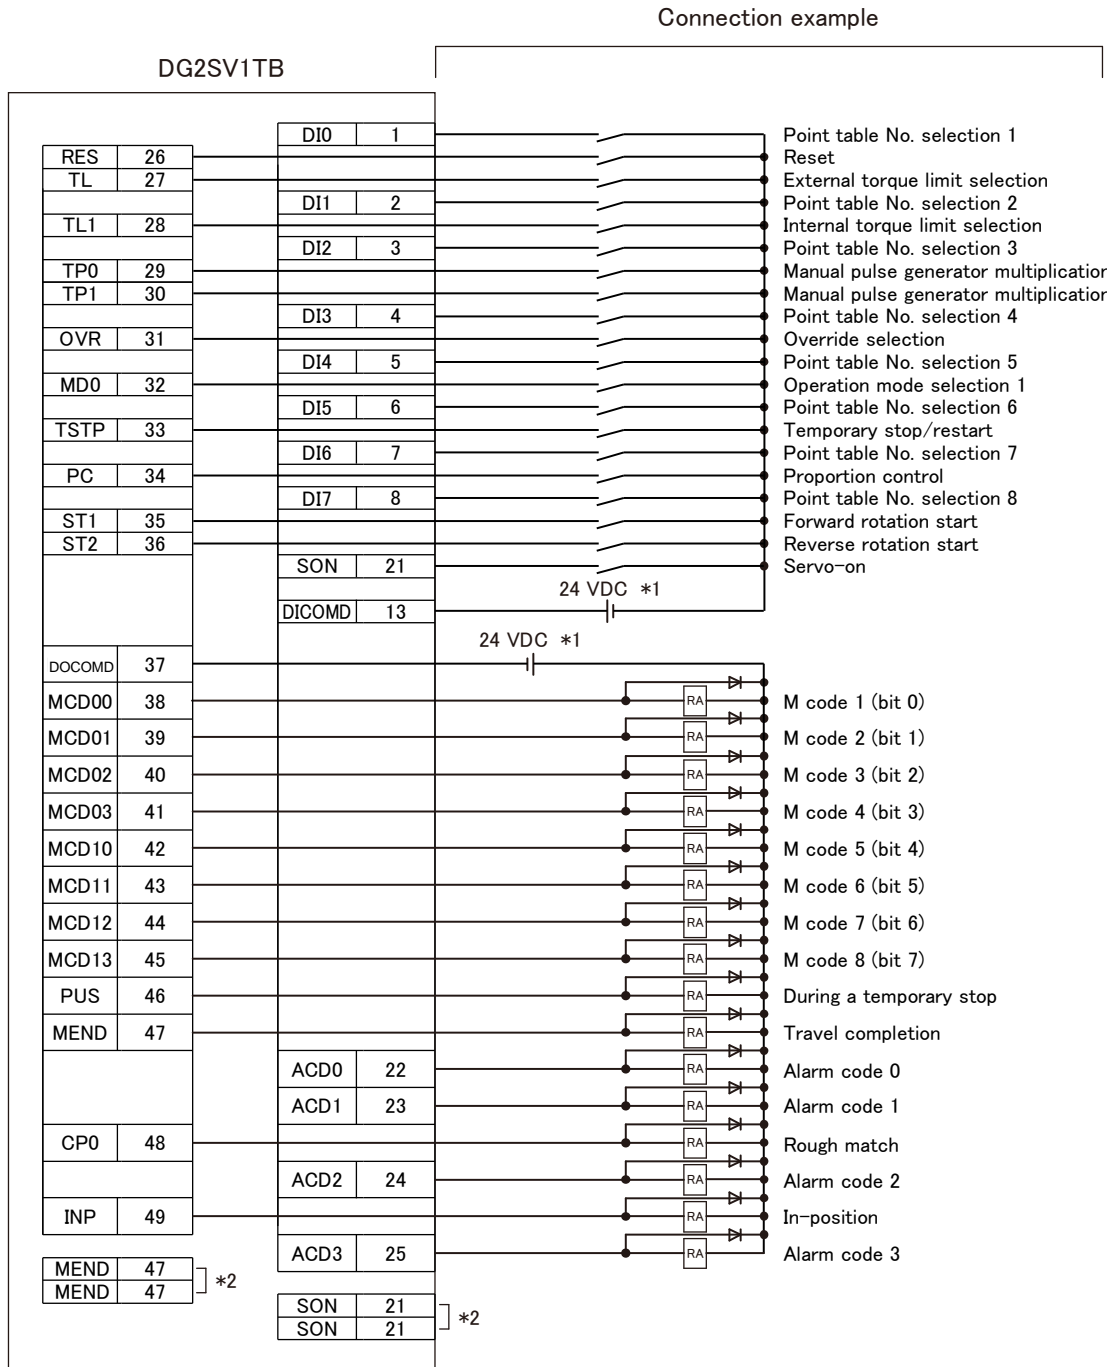 Connection example
DG2SV1TB
DI0 1 Point table No. selection 1
RES 26 Reset
TL 27 External torque limit selection
DI1 2 Point table No. selection 2
TL1 28 Internal torque limit selection
DI2 3 Point table No. selection 3
TP0 29 Manual pulse generator multiplication
TP1 30 Manual pulse generator multiplication
DI3 4 Point table No. selection 4
OVR 31 Override selection
DI4 5 Point table No. selection 5
MD0 32 Operation mode selection 1
DI5 6 Point table No. selection 6
TSTP 33 Temporary stop/restart
DI6 7 Point table No. selection 7
PC 34 Proportion control
DI7 8 Point table No. selection 8
ST1 35 Forward rotation start
ST2 36 Reverse rotation start
SON 21 Servo-on
24 VDC *1
DICOMD 13
24 VDC *1
DOCOMD 37
MCD00 38 RA M code 1 (bit 0)
MCD01 39 RA M code 2 (bit 1)
MCD02 40 RA M code 3 (bit 2)
MCD03 41 RA M code 4 (bit 3)
MCD10 42 RA M code 5 (bit 4)
MCD11 43 RA M code 6 (bit 5)
MCD12 44 RA M code 7 (bit 6)
MCD13 45 RA M code 8 (bit 7)
PUS 46 RA During a temporary stop
MEND 47 RA Travel completion
ACD0 22 RA Alarm code 0
ACD1 23 RA Alarm code 1
CP0 48 RA Rough match
ACD2 24 RA Alarm code 2
INP 49 RA In-position
ACD3 25 RA Alarm code 3
MEND 47
MEND 47
*2
SON 21
SON 21
*2